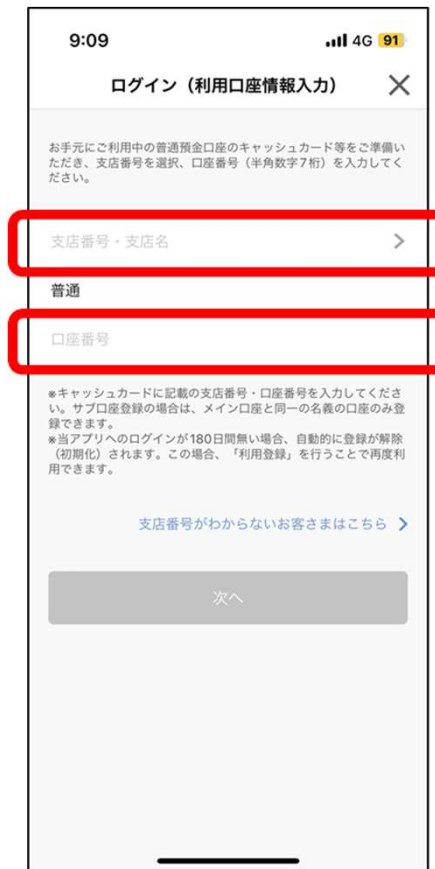 9:09
4G 91
ログイン（利用口座情報入力）
お手元にご利用中の普通預金口座のキャッシュカード等をご準備い
ただき、支店番号を選択、口座番号（半角数字7桁）を入力してく
ださい。
支店番号・支店名
普通
口座番号
※キャッシュカードに記載の支店番号・口座番号を入力してくださ
い。サブ口座登録の場合は、メイン口座と同一の名義の口座のみ登
録できます。
※当アプリへのログインが180日間無い場合、自動的に登録が解除
（初期化）されます。この場合、「利用登録」を行うことで再度利
用できます。
支店番号がわからないお客さまはこちら
次へ